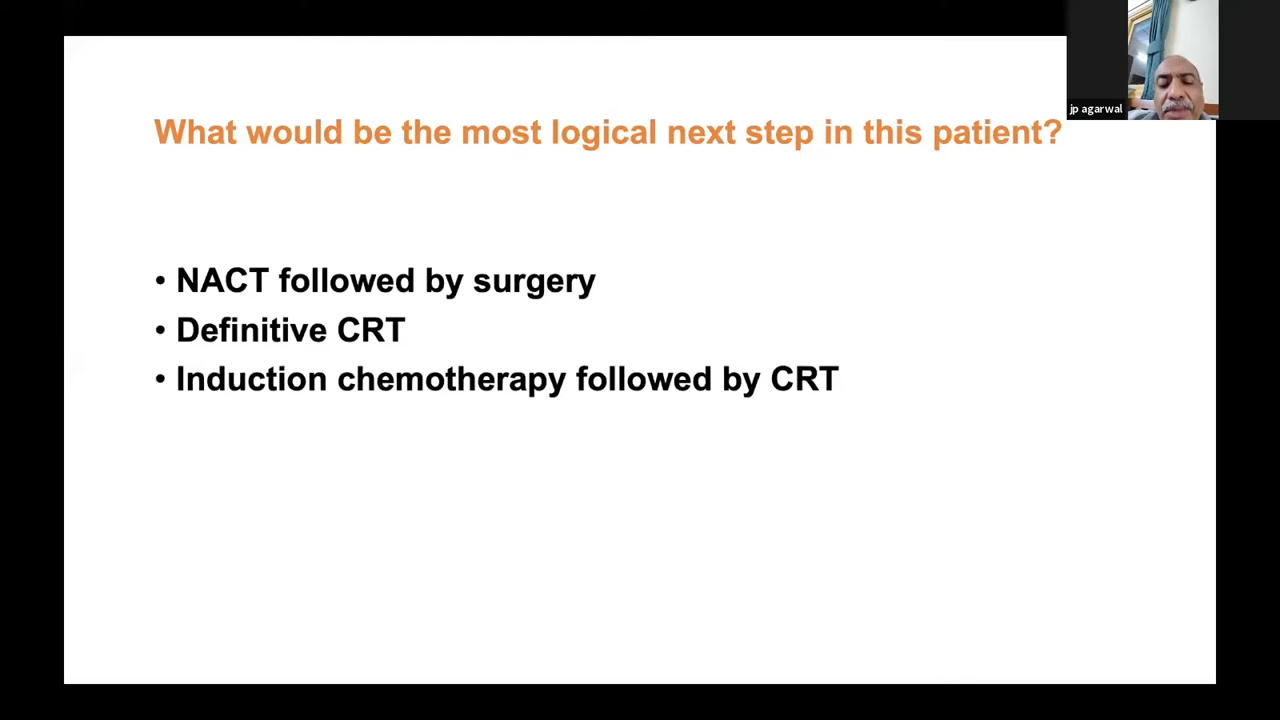 jp agarwal
What would be the most logical next step in this patient?
• NACT followed by surgery
• Definitive CRT
• Induction chemotherapy followed by CRT